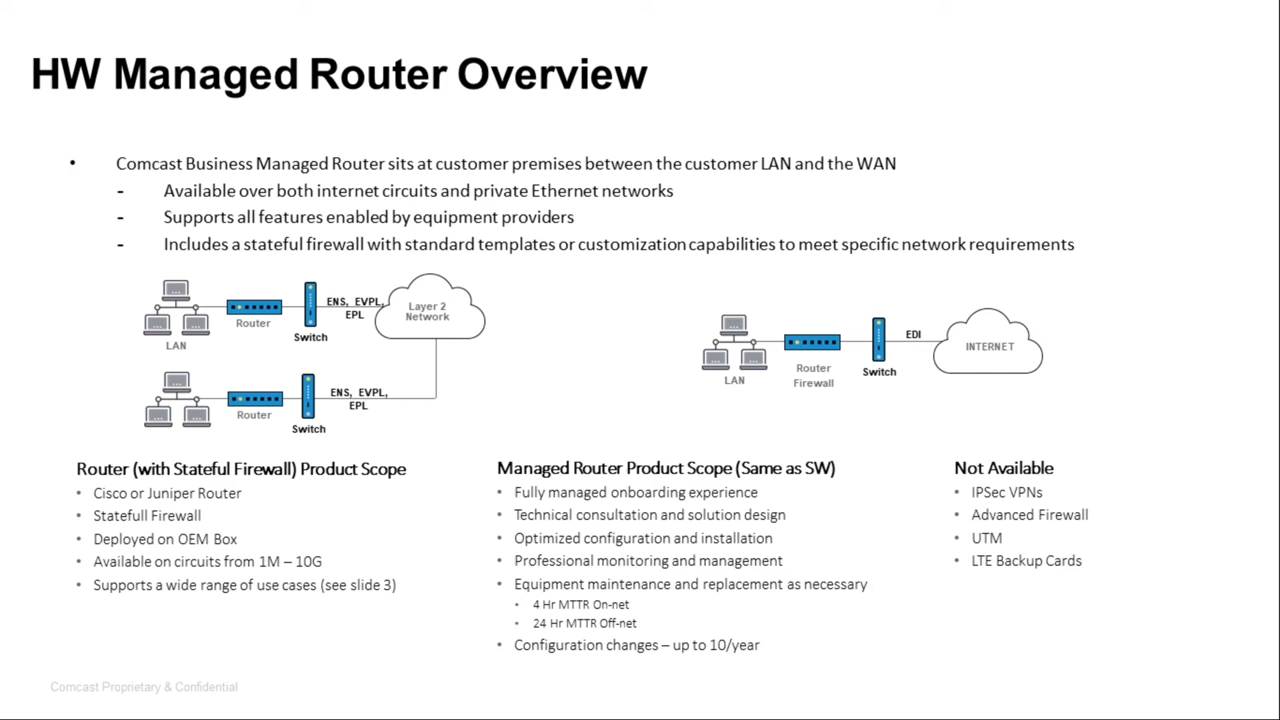 HW Managed Router Overview
• Comcast Business Managed Router sits at customer premises between the customer LAN and the WAN
- Available over both internet circuits and private Ethernet networks
- Supports all features enabled by equipment providers
- Includes a stateful firewall with standard templates or customization capabilities to meet specific network requirements
LAN
Router
Switch
ENS, EVPL,
EPL
Layer 2
Network
Router
Switch
ENS, EVPL,
EPL
LAN
Router
Firewall
Switch
EDI
INTERNET
Router (with Stateful Firewall) Product Scope
• Cisco or Juniper Router
• Statefull Firewall
• Deployed on OEM Box
• Available on circuits from 1M – 10G
• Supports a wide range of use cases (see slide 3)
Managed Router Product Scope (Same as SW)
• Fully managed onboarding experience
• Technical consultation and solution design
• Optimized configuration and installation
• Professional monitoring and management
• Equipment maintenance and replacement as necessary
• 4 Hr MTTR On-net
• 24 Hr MTTR Off-net
• Configuration changes – up to 10/year
Not Available
• IPSec VPNs
• Advanced Firewall
• UTM
• LTE Backup Cards
Comcast Proprietary & Confidential